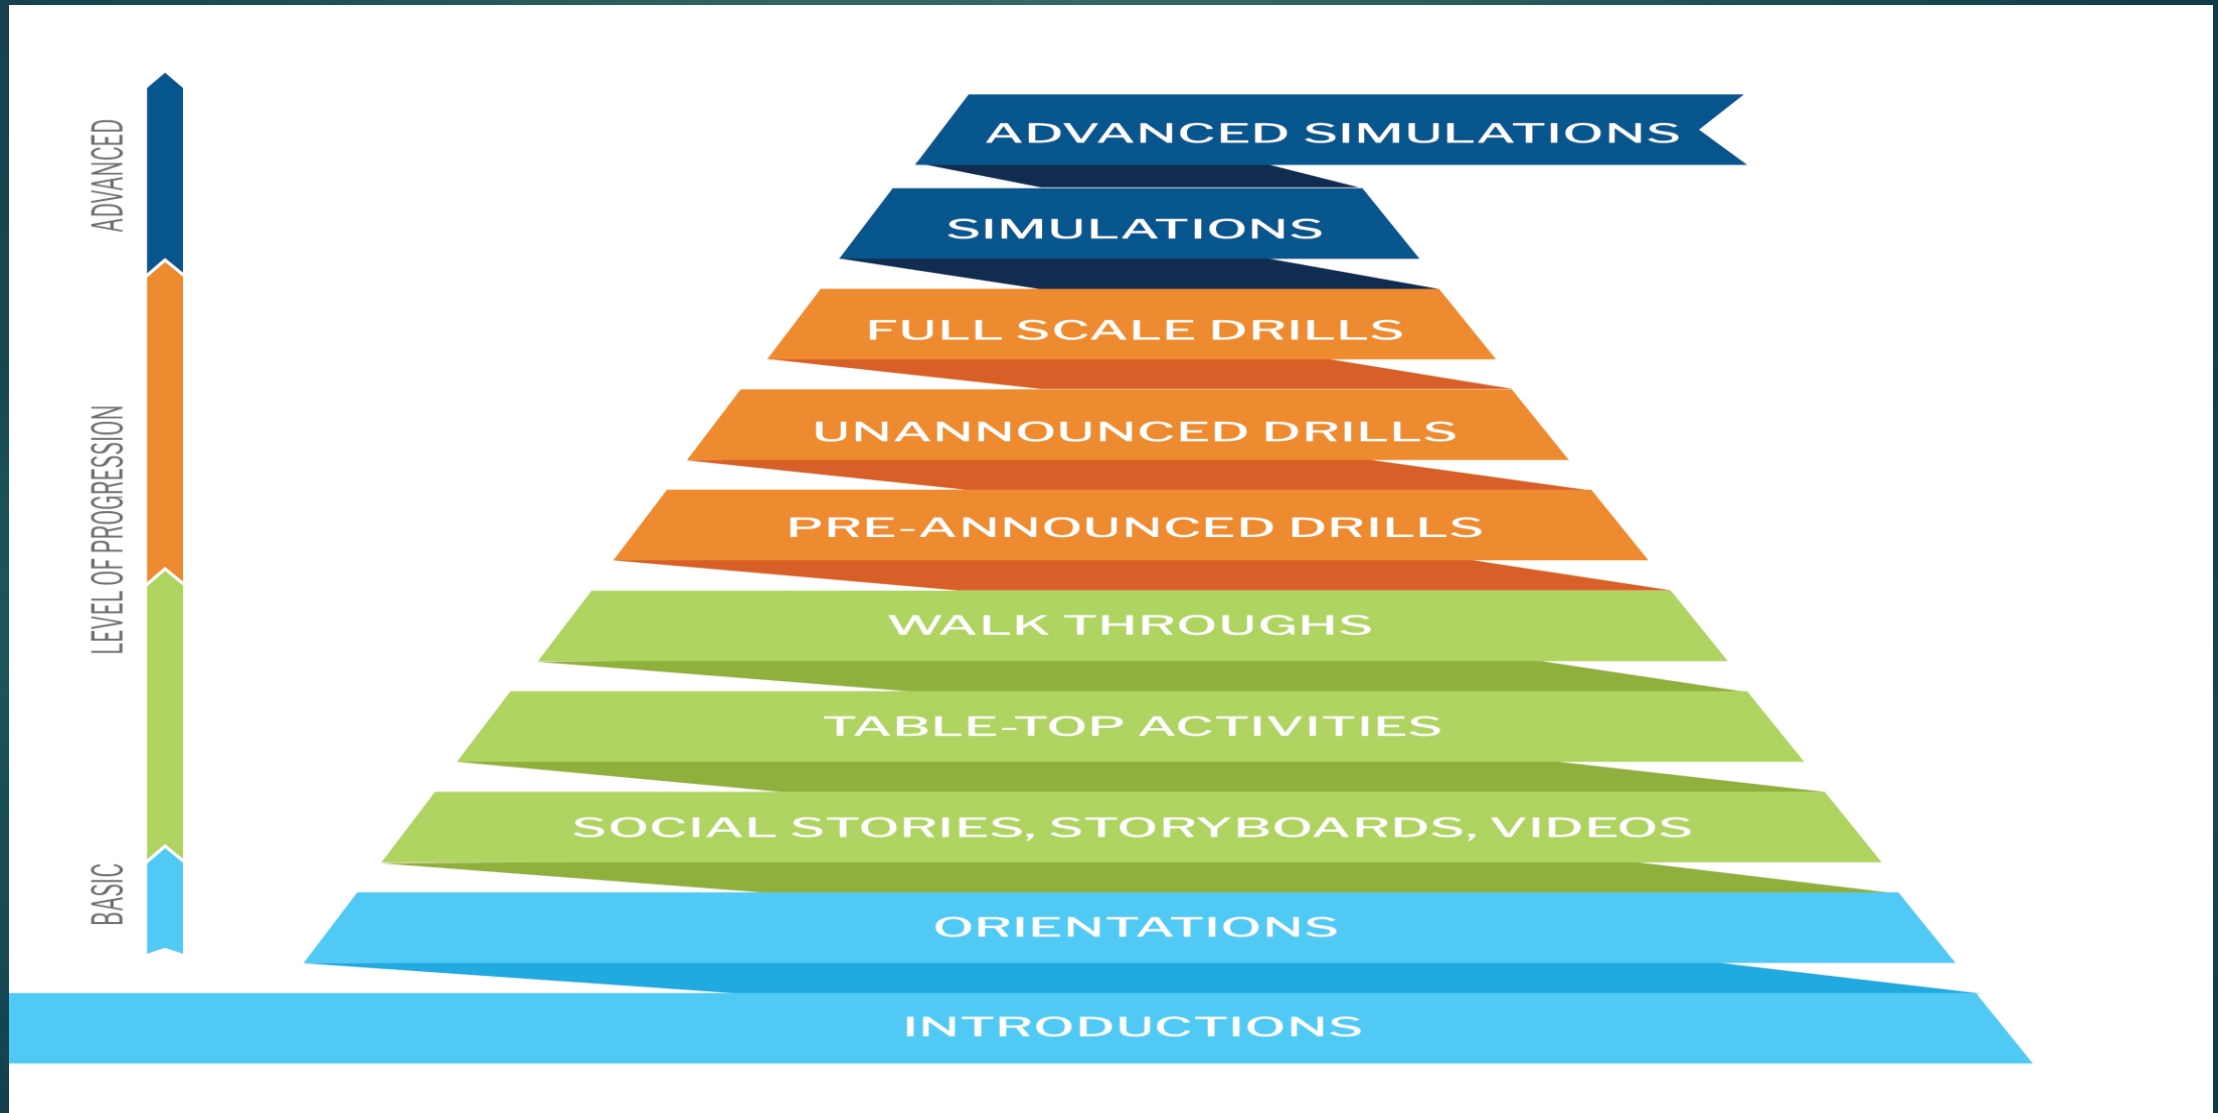 ADVANCED
LEVEL OF PROGRESSION
BASIC
ADVANCED SIMULATIONS
SIMULATIONS
FULL SCALE DRILLS
UNANNOUNCED DRILLS
PRE-ANNOUNCED DRILLS
WALK THROUGHS
TABLE-TOP ACTIVITIES
SOCIAL STORIES, STORYBOARDS, VIDEOS
ORIENTATIONS
INTRODUCTIONS